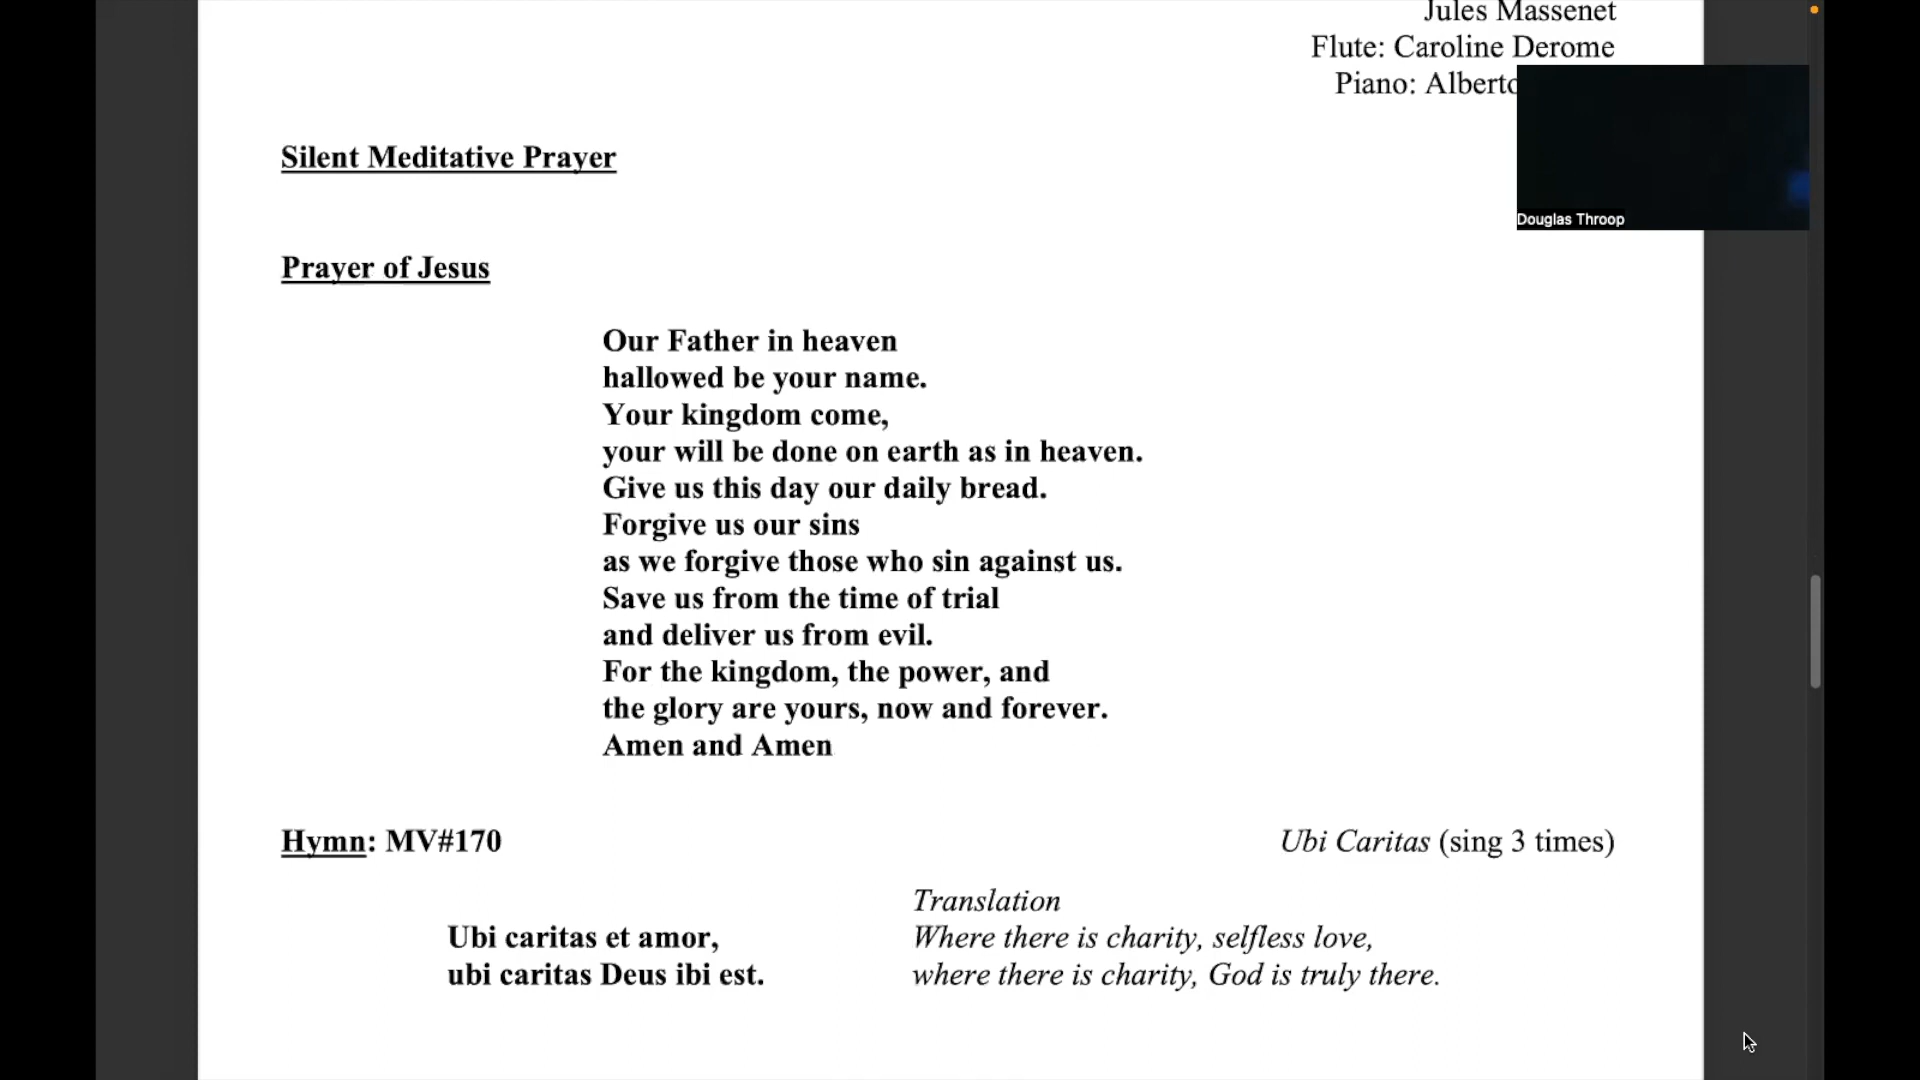 Jules Massenet
Flute: Caroline Derome
Piano: Alberto
Douglas Throop
Silent Meditative Prayer
Prayer of Jesus
Our Father in heaven
hallowed be your name.
Your kingdom come,
your will be done on earth as in heaven.
Give us this day our daily bread.
Forgive us our sins
as we forgive those who sin against us.
Save us from the time of trial
and deliver us from evil.
For the kingdom, the power, and
the glory are yours, now and forever.
Amen and Amen
Hymn: MV#170 Ubi Caritas (sing 3 times)
Translation
Ubi caritas et amor, Where there is charity, selfless love,
ubi caritas Deus ibi est. where there is charity, God is truly there.